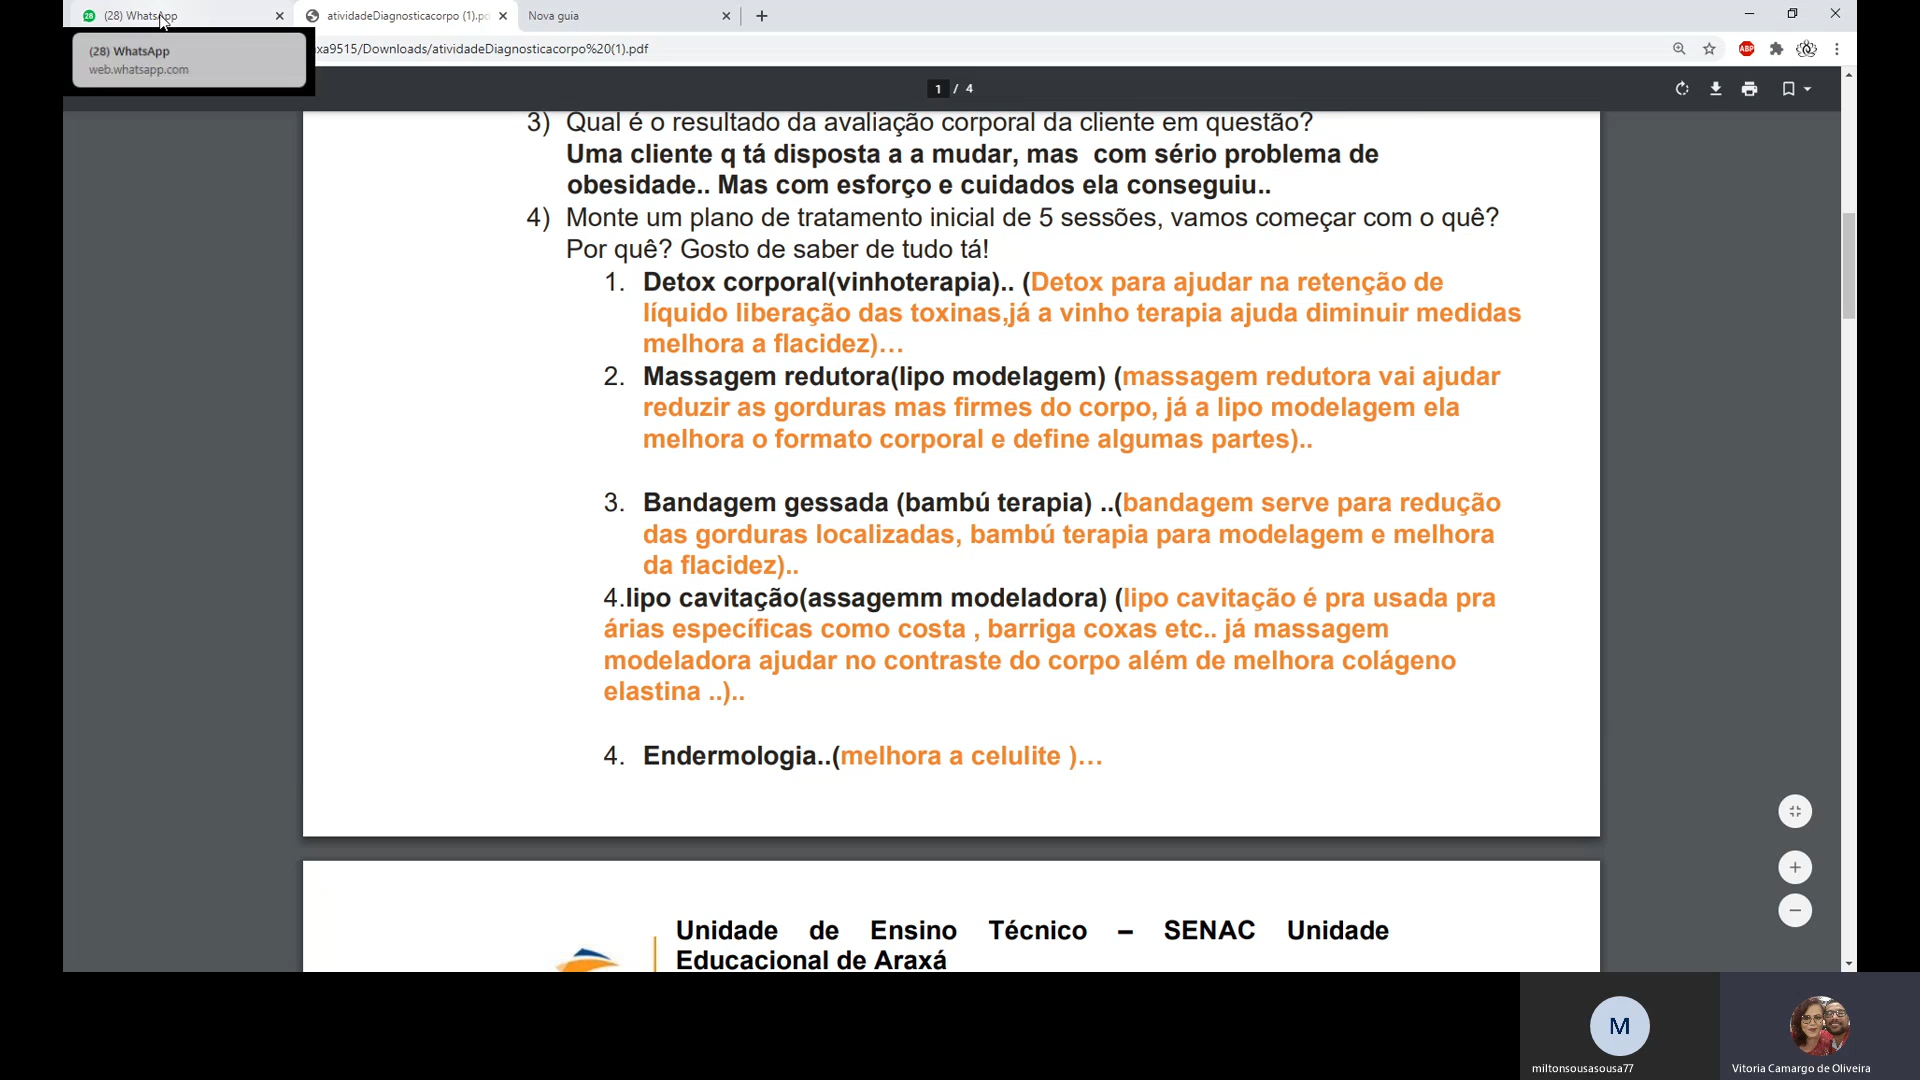 (28) WhatsApp
atividadeDiagnosticacorpo (1).pd
Nova guia
(28) WhatsApp
web.whatsapp.com
xa9515/Downloads/atividadeDiagnosticacorpo%20(1).pdf
ABP
1 / 4
3) Qual é o resultado da avaliação corporal da cliente em questão?
Uma cliente q tá disposta a a mudar, mas com sério problema de
obesidade.. Mas com esforço e cuidados ela conseguiu..
4) Monte um plano de tratamento inicial de 5 sessões, vamos começar com o quê?
Por quê? Gosto de saber de tudo tá!
1. Detox corporal(vinhoterapia).. (Detox para ajudar na retenção de
líquido liberação das toxinas,já a vinho terapia ajuda diminuir medidas
melhora a flacidez)…
2. Massagem redutora(lipo modelagem) (massagem redutora vai ajudar
reduzir as gorduras mas firmes do corpo, já a lipo modelagem ela
melhora o formato corporal e define algumas partes)..
3. Bandagem gessada (bambú terapia) ..(bandagem serve para redução
das gorduras localizadas, bambú terapia para modelagem e melhora
da flacidez)..
4.lipo cavitação(assagemm modeladora) (lipo cavitação é pra usada pra
árias específicas como costa , barriga coxas etc.. já massagem
modeladora ajudar no contraste do corpo além de melhora colágeno
elastina ..)..
4. Endermologia..(melhora a celulite )…
Unidade de Ensino Técnico – SENAC Unidade
Educacional de Araxá
M
miltonsousasousa77
Vitoria Camargo de Oliveira